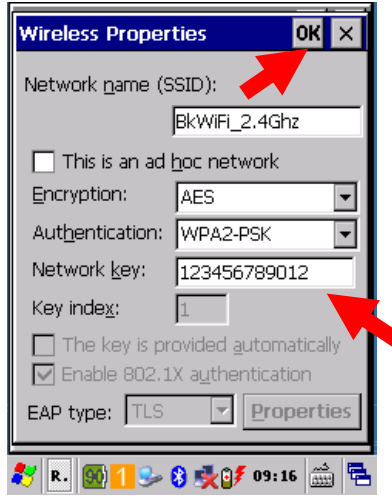 Wireless Properties OK ×
Network name (SSID):
BkWiFi_2.4Ghz
This is an ad hoc network
Encryption: AES
Authentication: WPA2-PSK
Network key: 123456789012
Key index: 1
The key is provided automatically
Enable 802.1X authentication
EAP type: TLS Properties
R. 90 1 09:16